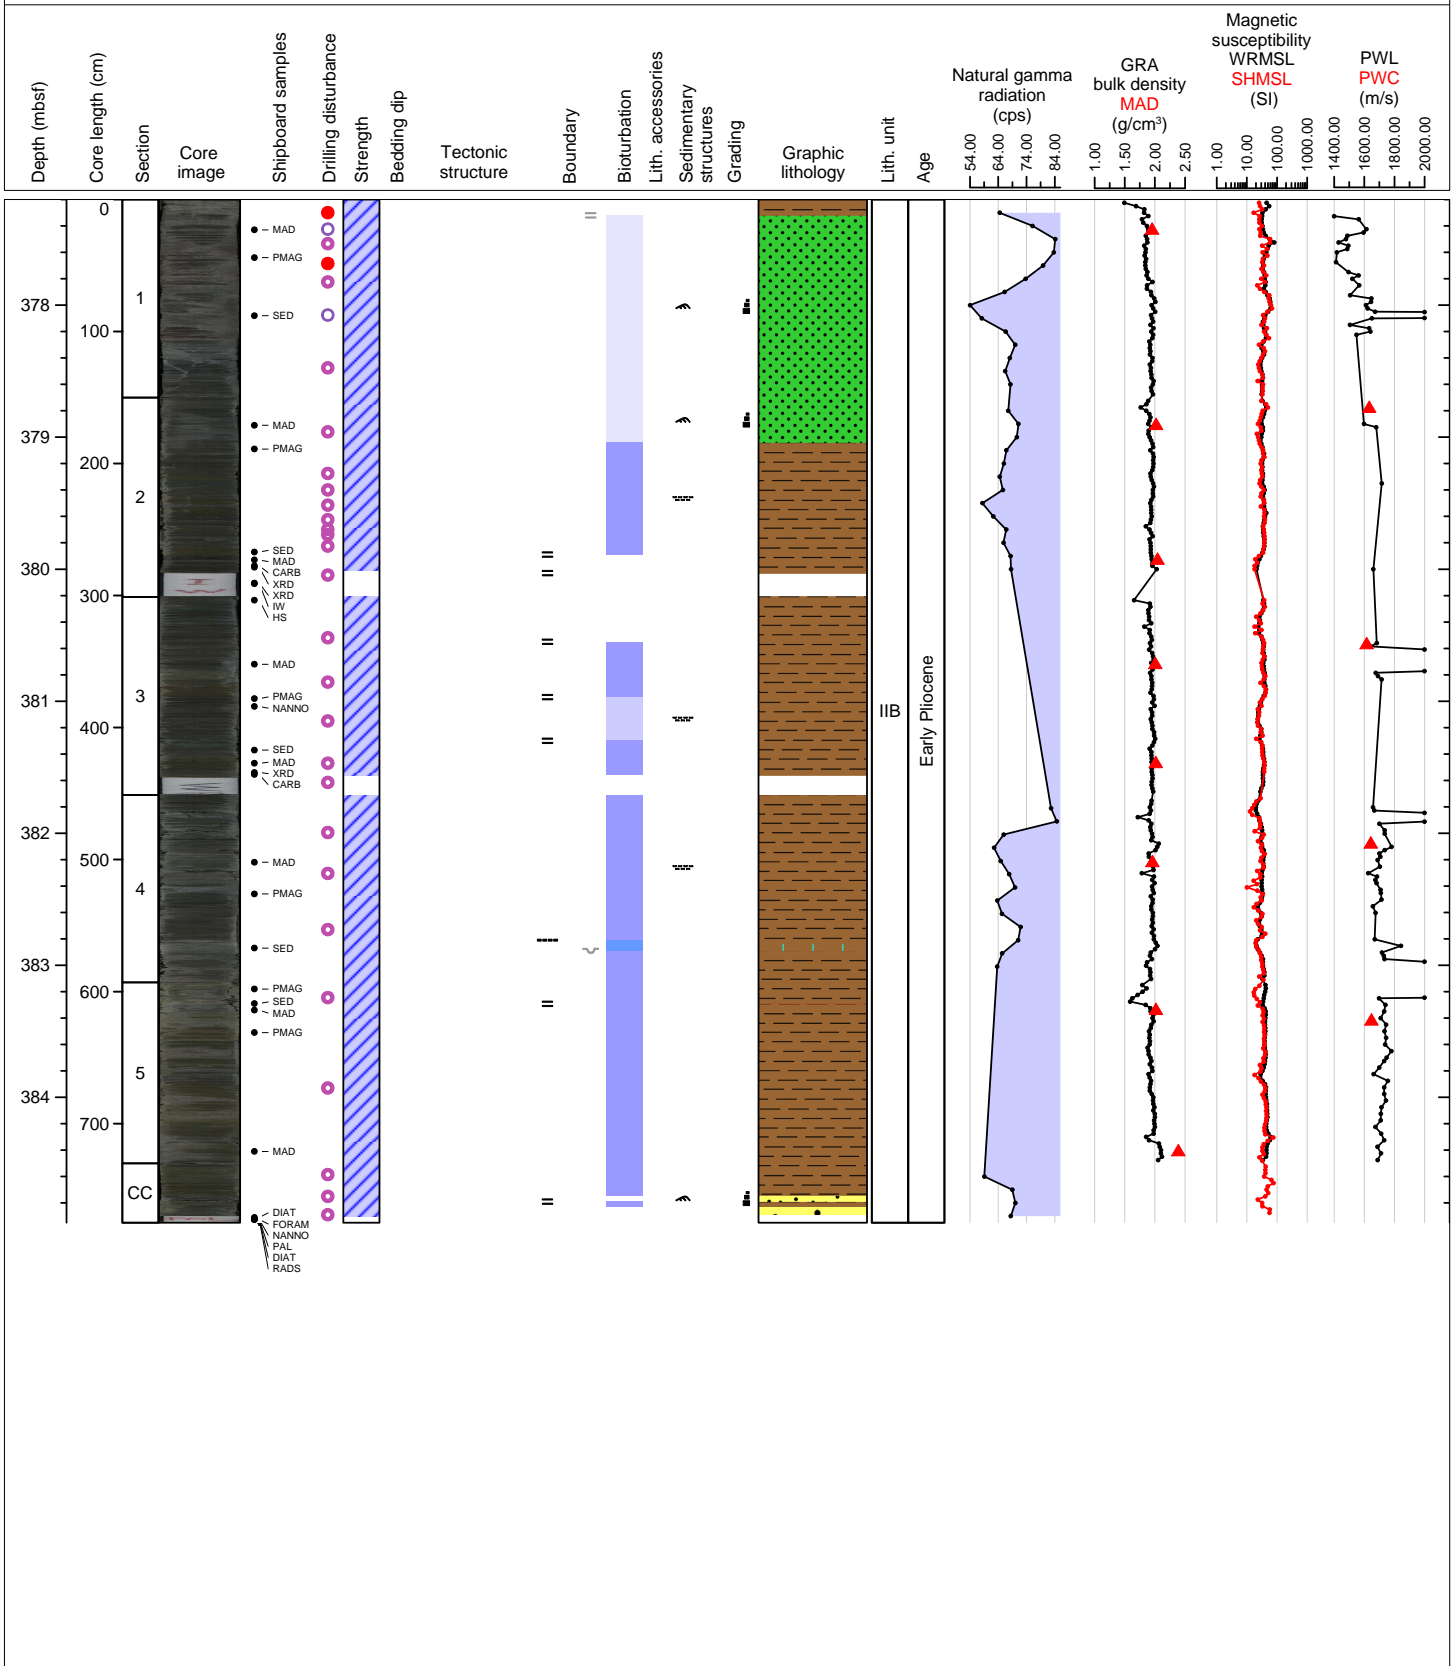 Depth (mbsf)
Core length (cm)
Section
Core
image
Shipboard samples
Drilling disturbance
Strength
Bedding dip
Tectonic
structure
Boundary
Bioturbation
Lith. accessories
Sedimentary
structures
Grading
Graphic
lithology
Lith. unit
Age
Natural gamma
radiation
(cps)
GRA
bulk density
MAD
(g/cm³)
Magnetic
susceptibility
WRMSL
SHMSL
(SI)
PWL
PWC
(m/s)
54.00
64.00
74.00
84.00
1.00
1.50
2.00
2.50
1.00
10.00
100.00
1000.00
1400.00
1600.00
1800.00
2000.00
378
379
380
381
382
383
384
0
100
200
300
400
500
600
700
1
2
3
4
5
CC
MAD
PMAG
SED
MAD
PMAG
SED
MAD
CARB
XRD
XRD
IW
HS
MAD
PMAG
NANNO
SED
MAD
XRD
CARB
MAD
PMAG
SED
PMAG
SED
MAD
PMAG
MAD
DIAT
FORAM
NANNO
PAL
DIAT
RADS
IIB
Early Pliocene